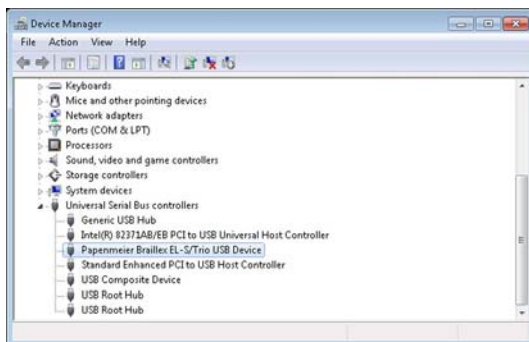 Device Manager
File Action View Help
Keyboards
Mice and other pointing devices
Network adapters
Ports (COM & LPT)
Processors
Sound, video and game controllers
Storage controllers
System devices
Universal Serial Bus controllers
Generic USB Hub
Intel(R) 82371AB/EB PCI to USB Universal Host Controller
Papenmeier Braillex EL-S/Trio USB Device
Standard Enhanced PCI to USB Host Controller
USB Composite Device
USB Root Hub
USB Root Hub